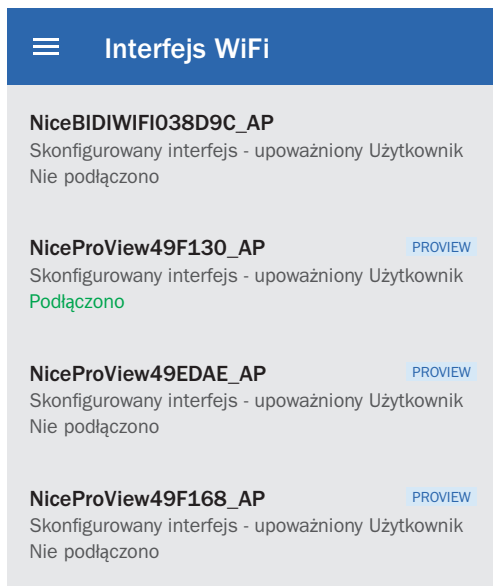 Interfejs WiFi
NiceBIDIWIFI038D9C_AP
Skonfigurowany interfejs - upoważniony Użytkownik
Nie podłączono
NiceProView49F130_AP PROVIEW
Skonfigurowany interfejs - upoważniony Użytkownik
Podłączono
NiceProView49EDAE_AP PROVIEW
Skonfigurowany interfejs - upoważniony Użytkownik
Nie podłączono
NiceProView49F168_AP PROVIEW
Skonfigurowany interfejs - upoważniony Użytkownik
Nie podłączono